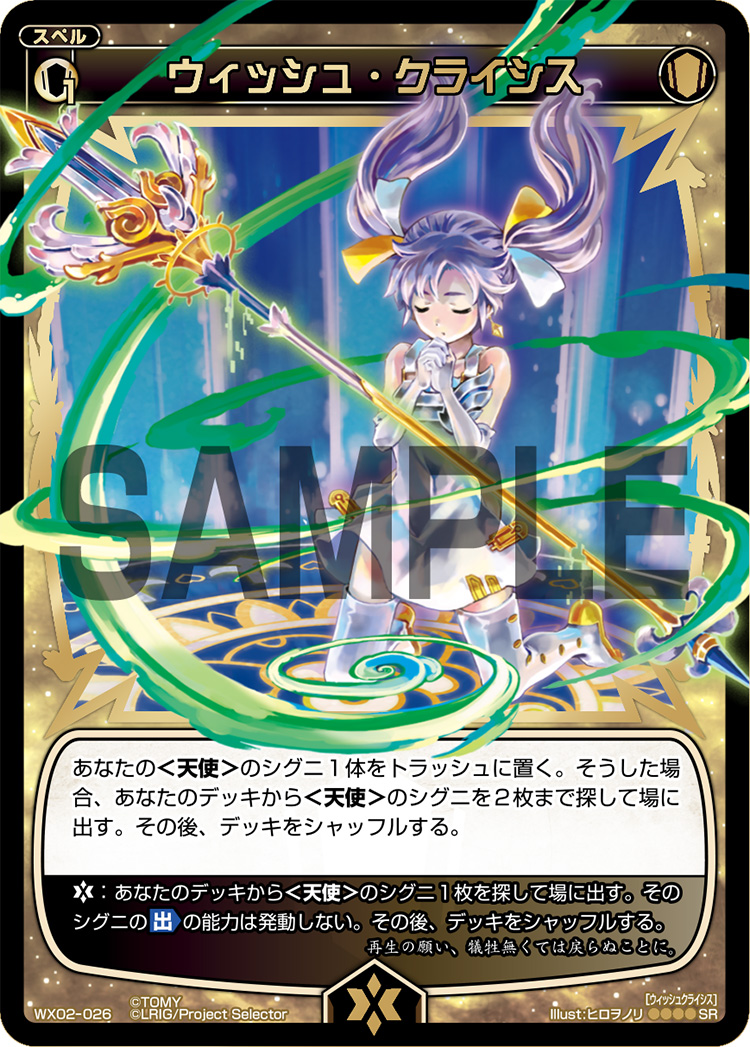 スペル
ウィッシュ・クライシス
SAMPLE
あなたの<天使>のシグニ1体をトラッシュに置く。そうした場
合、あなたのデッキから<天使>のシグニを2枚まで探して場に
出す。その後、デッキをシャッフルする。
:あなたのデッキから<天使>のシグニ1枚を探して場に出す。その
シグニの出の能力は発動しない。その後、デッキをシャッフルする。
再生の願い、犠牲無くては戻らぬことに。
©TOMY
[ウィッシュクライシス]
WX02-026 ©LRIG/Project Selector Illust:ヒロヲノリ SR